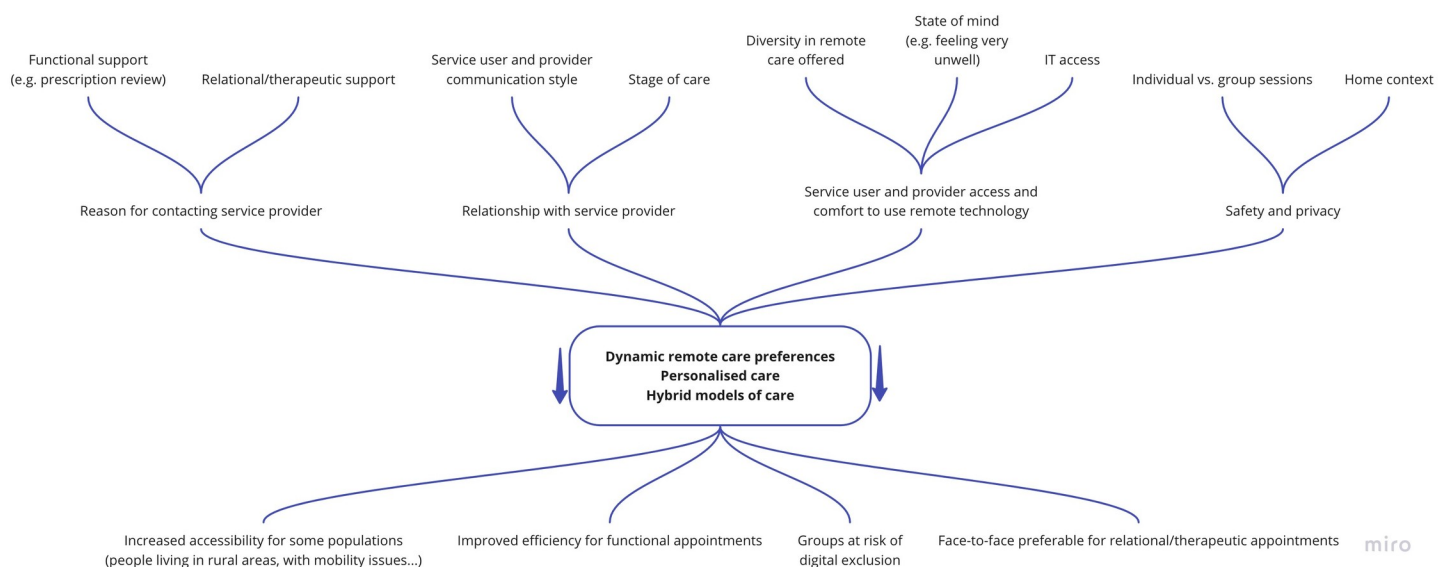 Functional support
(e.g. prescription review)
Relational/therapeutic support
Service user and provider
communication style
Stage of care
Diversity in remote
care offered
State of mind
(e.g. feeling very
unwell)
IT access
Individual vs. group sessions
Home context
Reason for contacting service provider
Relationship with service provider
Service user and provider access and
comfort to use remote technology
Safety and privacy
Dynamic remote care preferences
Personalised care
Hybrid models of care
Increased accessibility for some populations
(people living in rural areas, with mobility issues...)
Improved efficiency for functional appointments
Groups at risk of
digital exclusion
Face-to-face preferable for relational/therapeutic appointments
miro